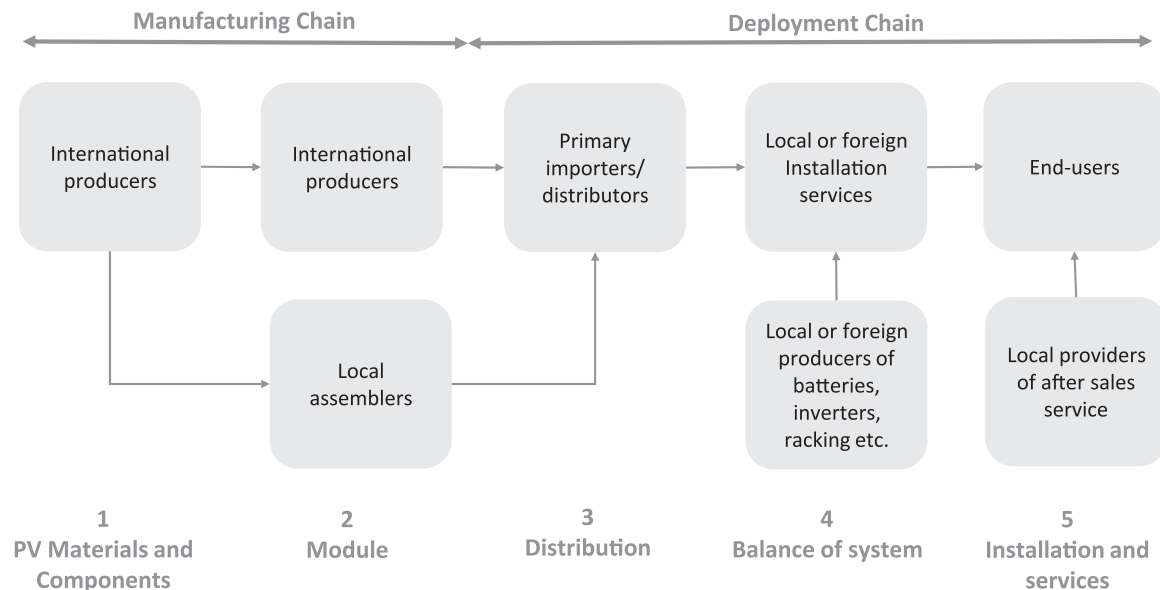 Manufacturing Chain
Deployment Chain
International
producers
International
producers
Primary
importers/
distributors
Local or foreign
Installation
services
End-users
Local
assemblers
Local or foreign
producers of
batteries,
inverters,
racking etc.
Local providers
of after sales
service
1
PV Materials and
Components
2
Module
3
Distribution
4
Balance of system
5
Installation and
services